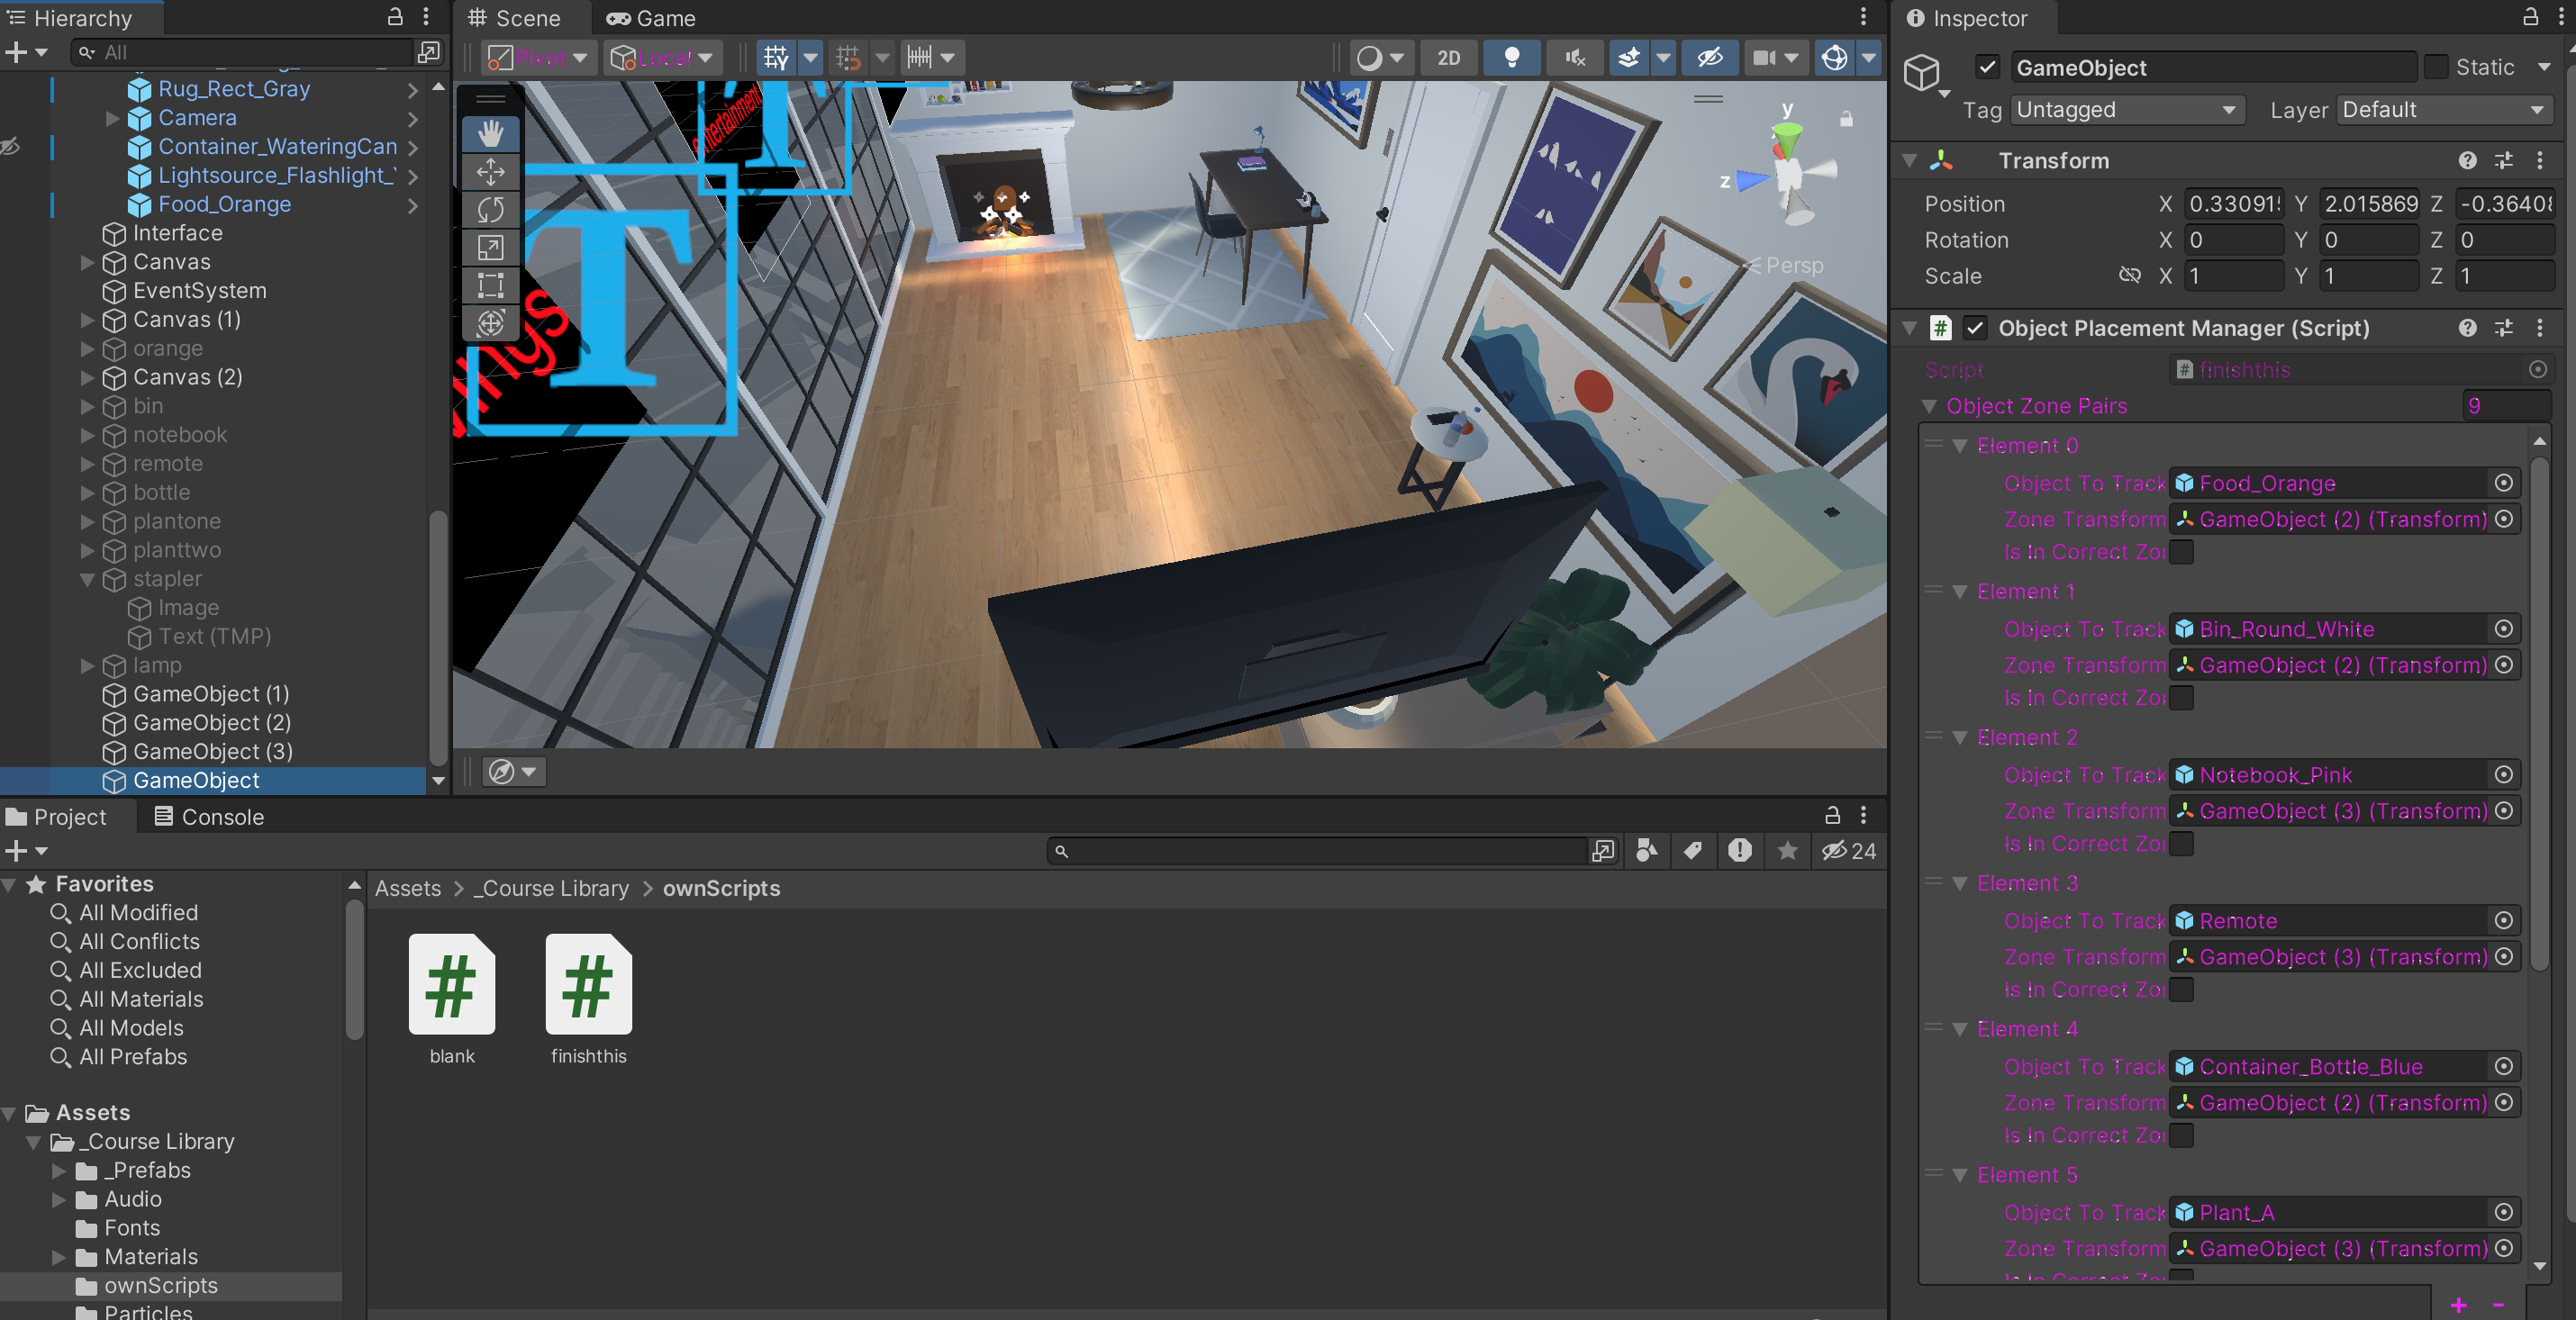 Hierarchy
All
Rug_Rect_Gray
Camera
Container_WateringCan
Lightsource_Flashlight_
Food_Orange
Interface
Canvas
EventSystem
Canvas (1)
orange
Canvas (2)
bin
notebook
remote
bottle
plantone
planttwo
stapler
Image
Text (TMP)
lamp
GameObject (1)
GameObject (2)
GameObject (3)
GameObject
Scene Game
Pivot Local 2D
entertainment
T
T
y
z
< Persp
Project Console
24
Favorites
All Modified
All Conflicts
All Excluded
All Materials
All Models
All Prefabs
Assets
_Course Library
_Prefabs
Audio
Fonts
Materials
ownScripts
Particles
Assets > _Course Library > ownScripts
# #
blank finishthis
Inspector
GameObject Static
Tag Untagged Layer Default
Transform
Position X 0.33091 Y 2.015869 Z -0.3640
Rotation X 0 Y 0 Z 0
Scale X 1 Y 1 Z 1
# Object Placement Manager (Script)
Script # finishthis
Object Zone Pairs 9
Element 0
Object To Track Food_Orange
Zone Transform GameObject (2) (Transform)
Is In Correct Zo
Element 1
Object To Track Bin_Round_White
Zone Transform GameObject (2) (Transform)
Is In Correct Zo
Element 2
Object To Track Notebook_Pink
Zone Transform GameObject (3) (Transform)
Is In Correct Zo
Element 3
Object To Track Remote
Zone Transform GameObject (3) (Transform)
Is In Correct Zo
Element 4
Object To Track Container_Bottle_Blue
Zone Transform GameObject (2) (Transform)
Is In Correct Zo
Element 5
Object To Track Plant_A
Zone Transform GameObject (3) (Transform)
+ -